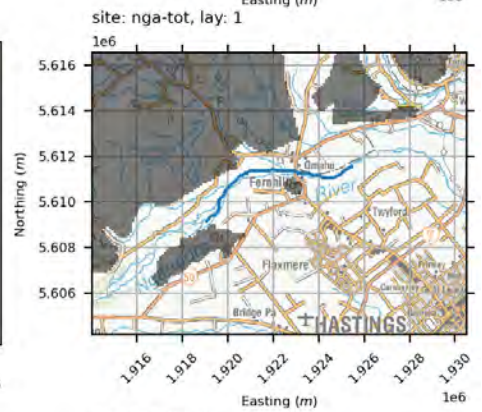 Easting (m)
site: nga-tot, lay: 1
1e6
5.616
5.614
5.612
5.610
5.608
5.606
Northing (m)
Omahu
Fernhill
River
Twyford
Flaxmere
Bridge Pa
HASTINGS
1.916
1.918
1.920
1.922
1.924
1.926
1.928
1.930
Easting (m)
1e6